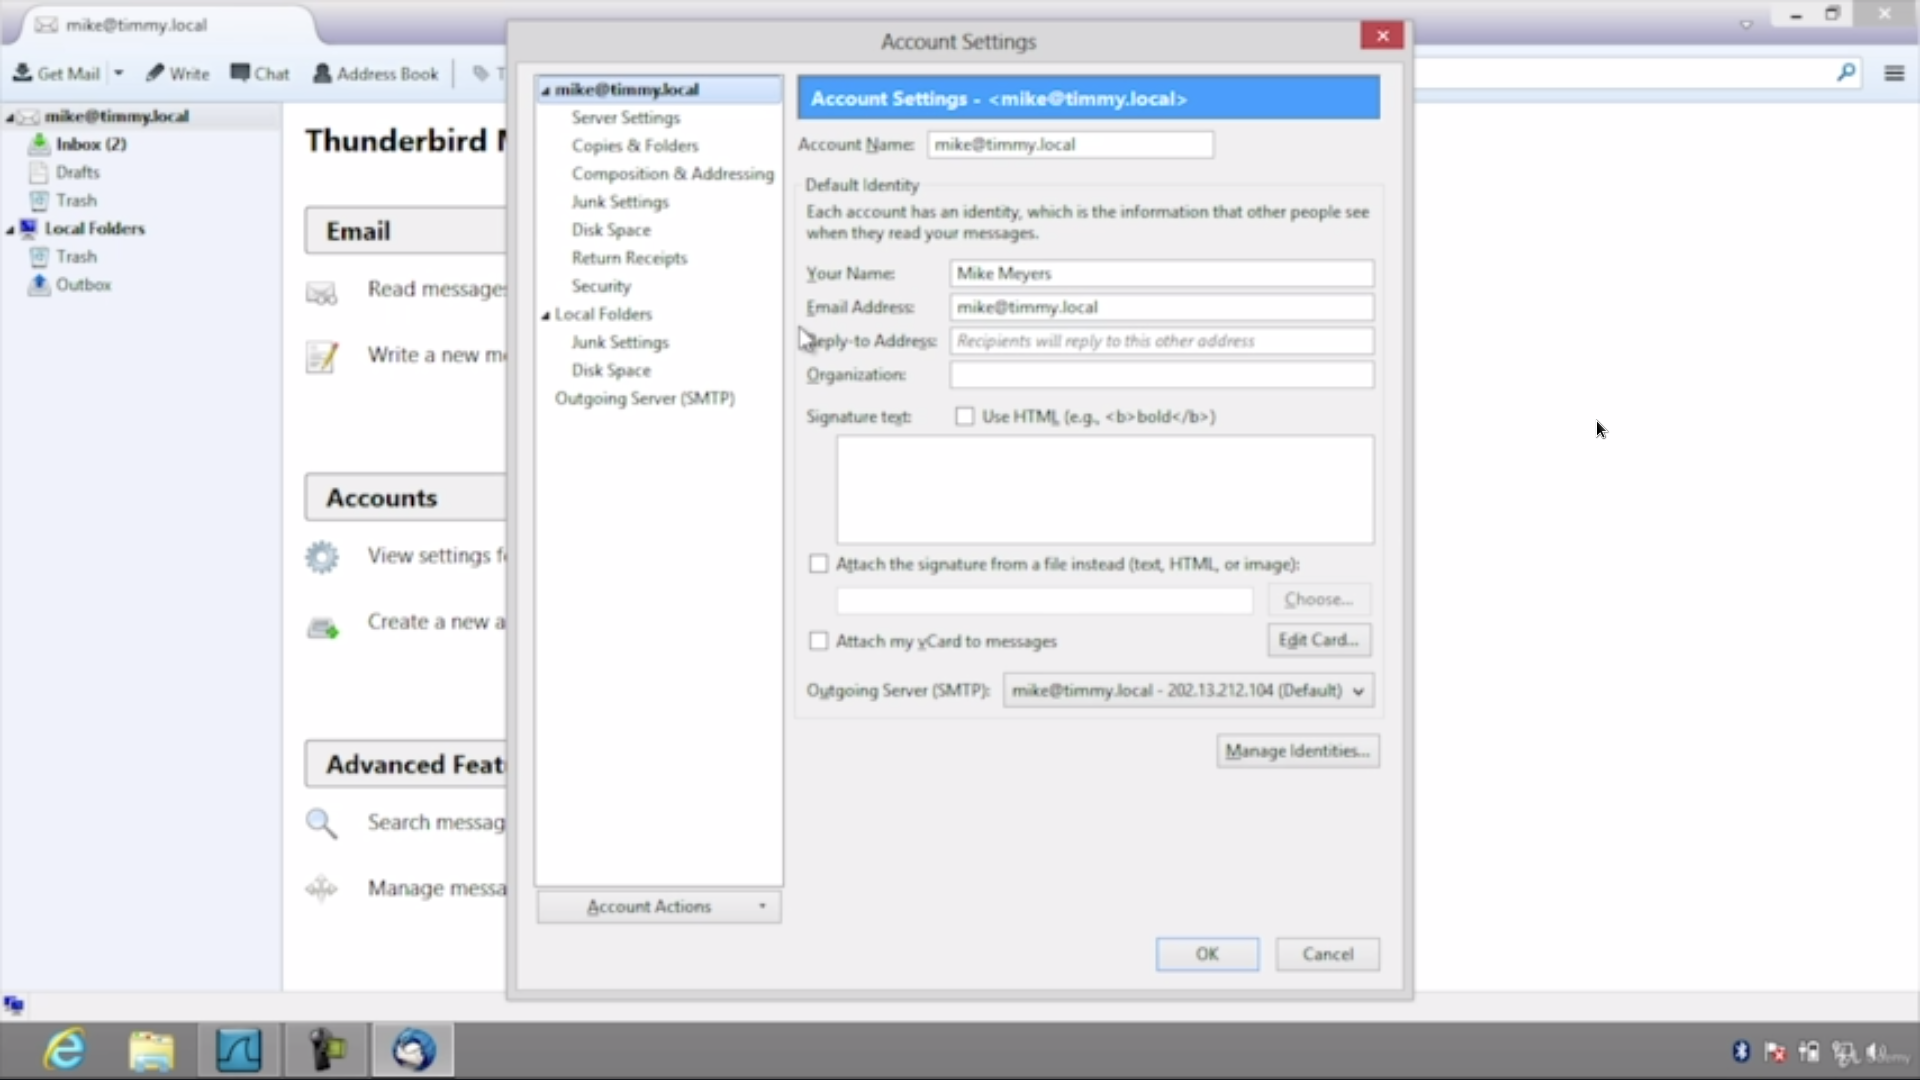 mike@timmy.local
Get Mail
Write
Chat
Address Book
mike@timmy.local
Inbox (2)
Drafts
Trash
Local Folders
Trash
Outbox
Thunderbird M
Email
Read messages
Write a new me
Accounts
View settings fo
Create a new a
Advanced Featu
Search messag
Manage messa
Account Settings
mike@timmy.local
Server Settings
Copies & Folders
Composition & Addressing
Junk Settings
Disk Space
Return Receipts
Security
Local Folders
Junk Settings
Disk Space
Outgoing Server (SMTP)
Account Actions
Account Settings - <mike@timmy.local>
Account Name: mike@timmy.local
Default Identity
Each account has an identity, which is the information that other people see
when they read your messages.
Your Name: Mike Meyers
Email Address: mike@timmy.local
Reply-to Address: Recipients will reply to this other address
Organization:
Signature text: Use HTML (e.g., <b>bold</b>)
Attach the signature from a file instead (text, HTML, or image):
Choose...
Attach my vCard to messages
Edit Card...
Outgoing Server (SMTP): mike@timmy.local - 202.13.212.104 (Default)
Manage Identities...
OK
Cancel